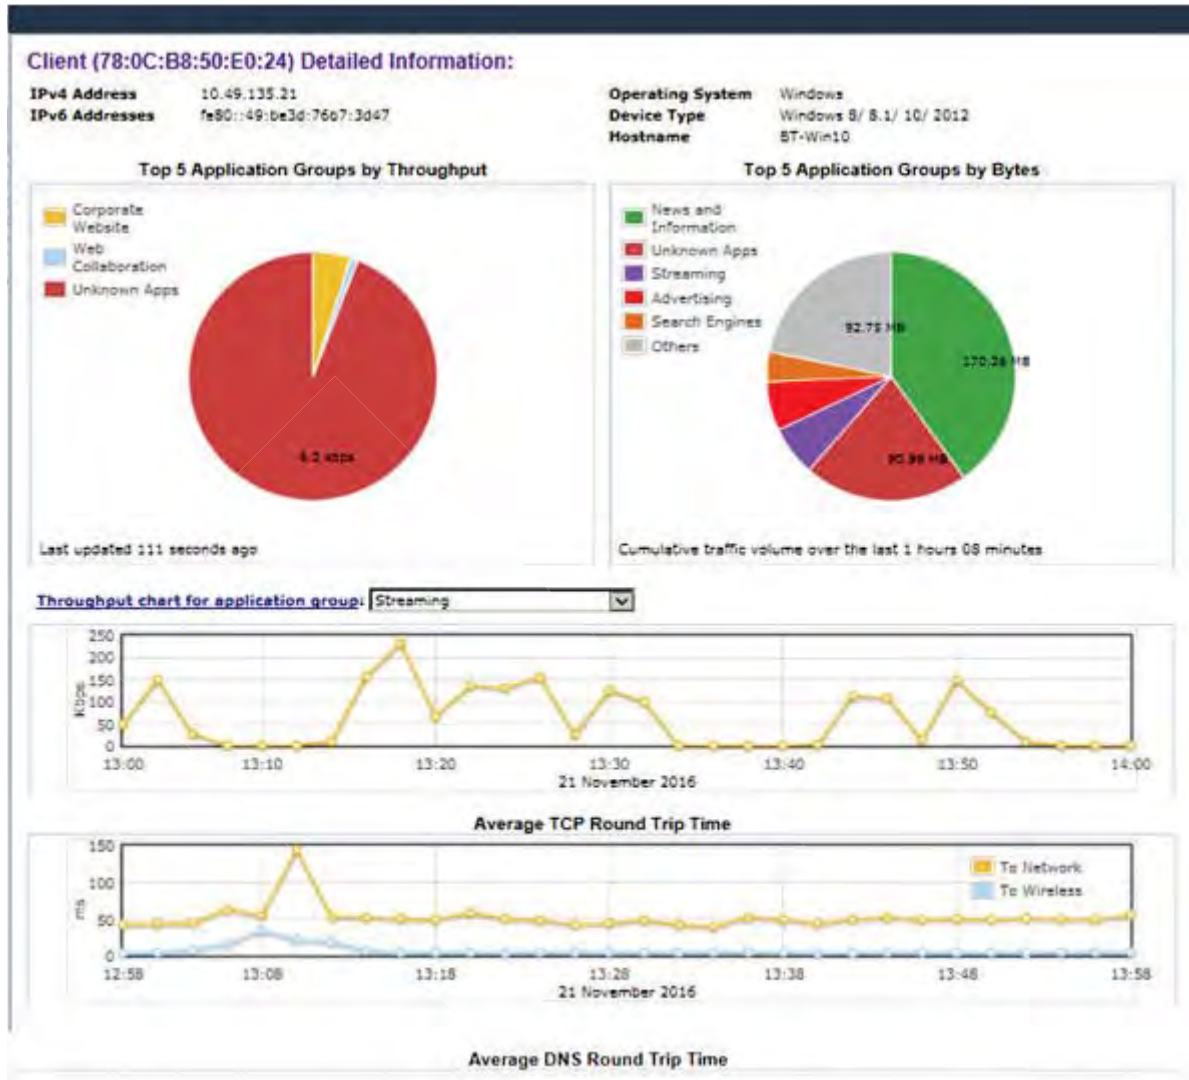 Client (78:0C:B8:50:E0:24) Detailed Information:
IPv4 Address 10.49.135.21
IPv6 Addresses fe80::49:be3d:76b7:3d47
Operating System Windows
Device Type Windows 8/ 8.1/ 10/ 2012
Hostname BT-Win10
Top 5 Application Groups by Throughput
Corporate
Website
Web
Collaboration
Unknown Apps
6.2 kbps
Last updated 111 seconds ago
Top 5 Application Groups by Bytes
News and
Information
Unknown Apps
Streaming
Advertising
Search Engines
Others
92.75 MB
170.26 MB
90.98 MB
Cumulative traffic volume over the last 1 hours 08 minutes
Throughput chart for application group: Streaming
250
200
150
100
50
0
Kbps
13:00 13:10 13:20 13:30 13:40 13:50 14:00
21 November 2016
Average TCP Round Trip Time
150
100
50
0
ms
To Network
To Wireless
12:58 13:08 13:18 13:28 13:38 13:48 13:58
21 November 2016
Average DNS Round Trip Time